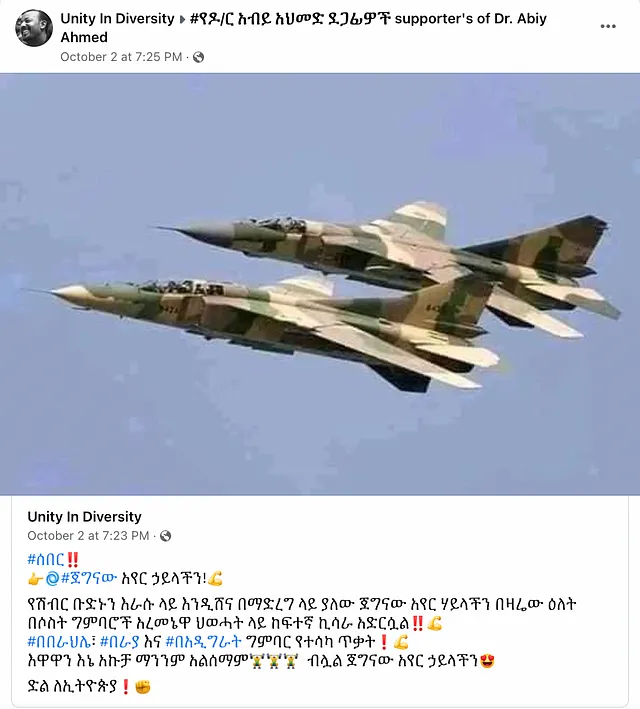 Unity In Diversity ▸ #የዶ/ር አብይ አህመድ ደጋፊዎች supporter's of Dr. Abiy
Ahmed
October 2 at 7:25 PM ·
Unity In Diversity
October 2 at 7:23 PM ·
#ሰበር‼️
👉🌀#ጀግናው አየር ኃይላችን!💪
የሽብር ቡድኑን እራሱ ላይ እንዲሸና በማድረግ ላይ ያለው ጀግናው አየር ሃይላችን በዛሬው ዕለት
በሶስት ግምባሮች አረመኔዋ ህወሓት ላይ ከፍተኛ ኪሳራ አድርሷል‼️💪
#በበራህሌ፣ #በራያ እና #በአዲግራት ግምባር የተሳካ ጥቃት❗💪
እዋዋን እኔ አኩቻ ማንንም አልሰማም🏋️🏋️🏋️ ብሏል ጀግናው አየር ኃይላችን😍
ድል ለኢትዮጵያ❗✊